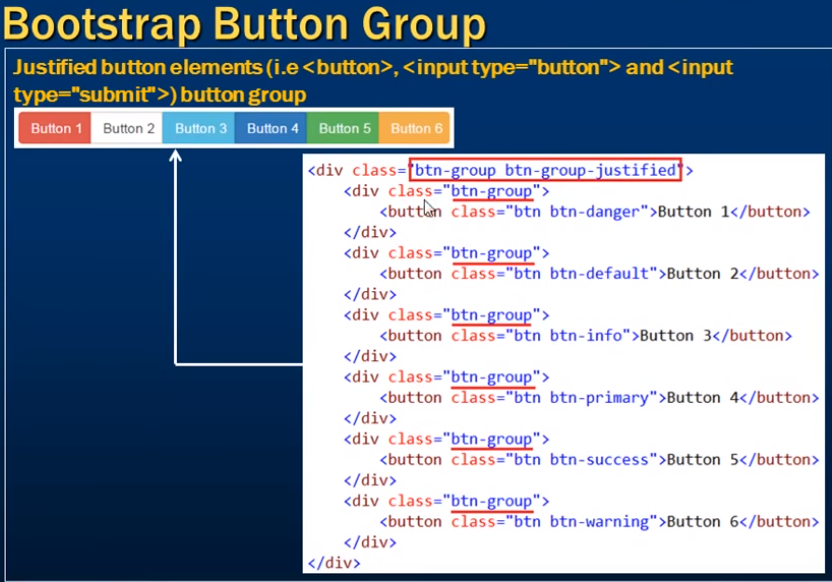 Bootstrap Button Group
Justified button elements (i.e <button>, <input type="button"> and <input
type="submit">) button group
Button 1 Button 2 Button 3 Button 4 Button 5 Button 6
<div class="btn-group btn-group-justified">
<div class="btn-group">
<button class="btn btn-danger">Button 1</button>
</div>
<div class="btn-group">
<button class="btn btn-default">Button 2</button>
</div>
<div class="btn-group">
<button class="btn btn-info">Button 3</button>
</div>
<div class="btn-group">
<button class="btn btn-primary">Button 4</button>
</div>
<div class="btn-group">
<button class="btn btn-success">Button 5</button>
</div>
<div class="btn-group">
<button class="btn btn-warning">Button 6</button>
</div>
</div>